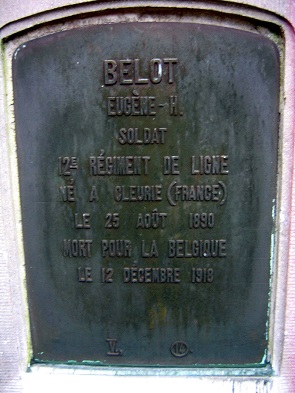 BELOT
EUGÈNE-H.
SOLDAT
12E RÉGIMENT DE LIGNE
NÉ A CLEURIE (FRANCE)
LE 25 AOÛT 1890
MORT POUR LA BELGIQUE
LE 12 DÉCEMBRE 1918
V.